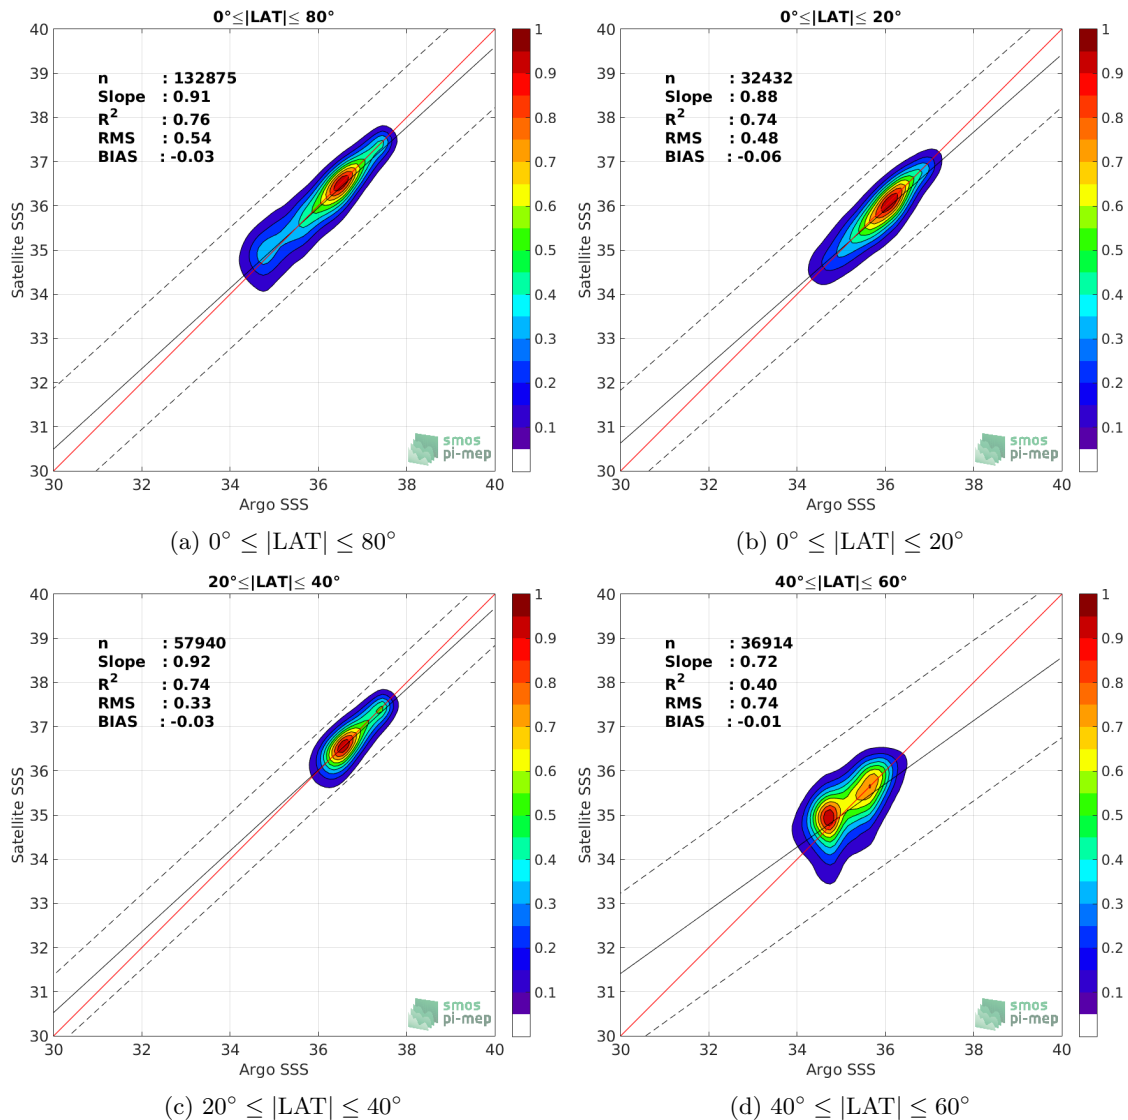 0°≤|LAT|≤ 80°
40
39
38
37
36
35
34
33
32
31
30
30
32
34
36
38
40
Satellite SSS
Argo SSS
n : 132875
Slope : 0.91
R² : 0.76
RMS : 0.54
BIAS : -0.03
smos
pi-mep
1
0.9
0.8
0.7
0.6
0.5
0.4
0.3
0.2
0.1
(a) 0° ≤ |LAT| ≤ 80°
0°≤|LAT|≤ 20°
40
39
38
37
36
35
34
33
32
31
30
30
32
34
36
38
40
Satellite SSS
Argo SSS
n : 32432
Slope : 0.88
R² : 0.74
RMS : 0.48
BIAS : -0.06
smos
pi-mep
1
0.9
0.8
0.7
0.6
0.5
0.4
0.3
0.2
0.1
(b) 0° ≤ |LAT| ≤ 20°
20°≤|LAT|≤ 40°
40
39
38
37
36
35
34
33
32
31
30
30
32
34
36
38
40
Satellite SSS
Argo SSS
n : 57940
Slope : 0.92
R² : 0.74
RMS : 0.33
BIAS : -0.03
smos
pi-mep
1
0.9
0.8
0.7
0.6
0.5
0.4
0.3
0.2
0.1
(c) 20° ≤ |LAT| ≤ 40°
40°≤|LAT|≤ 60°
40
39
38
37
36
35
34
33
32
31
30
30
32
34
36
38
40
Satellite SSS
Argo SSS
n : 36914
Slope : 0.72
R² : 0.40
RMS : 0.74
BIAS : -0.01
smos
pi-mep
1
0.9
0.8
0.7
0.6
0.5
0.4
0.3
0.2
0.1
(d) 40° ≤ |LAT| ≤ 60°